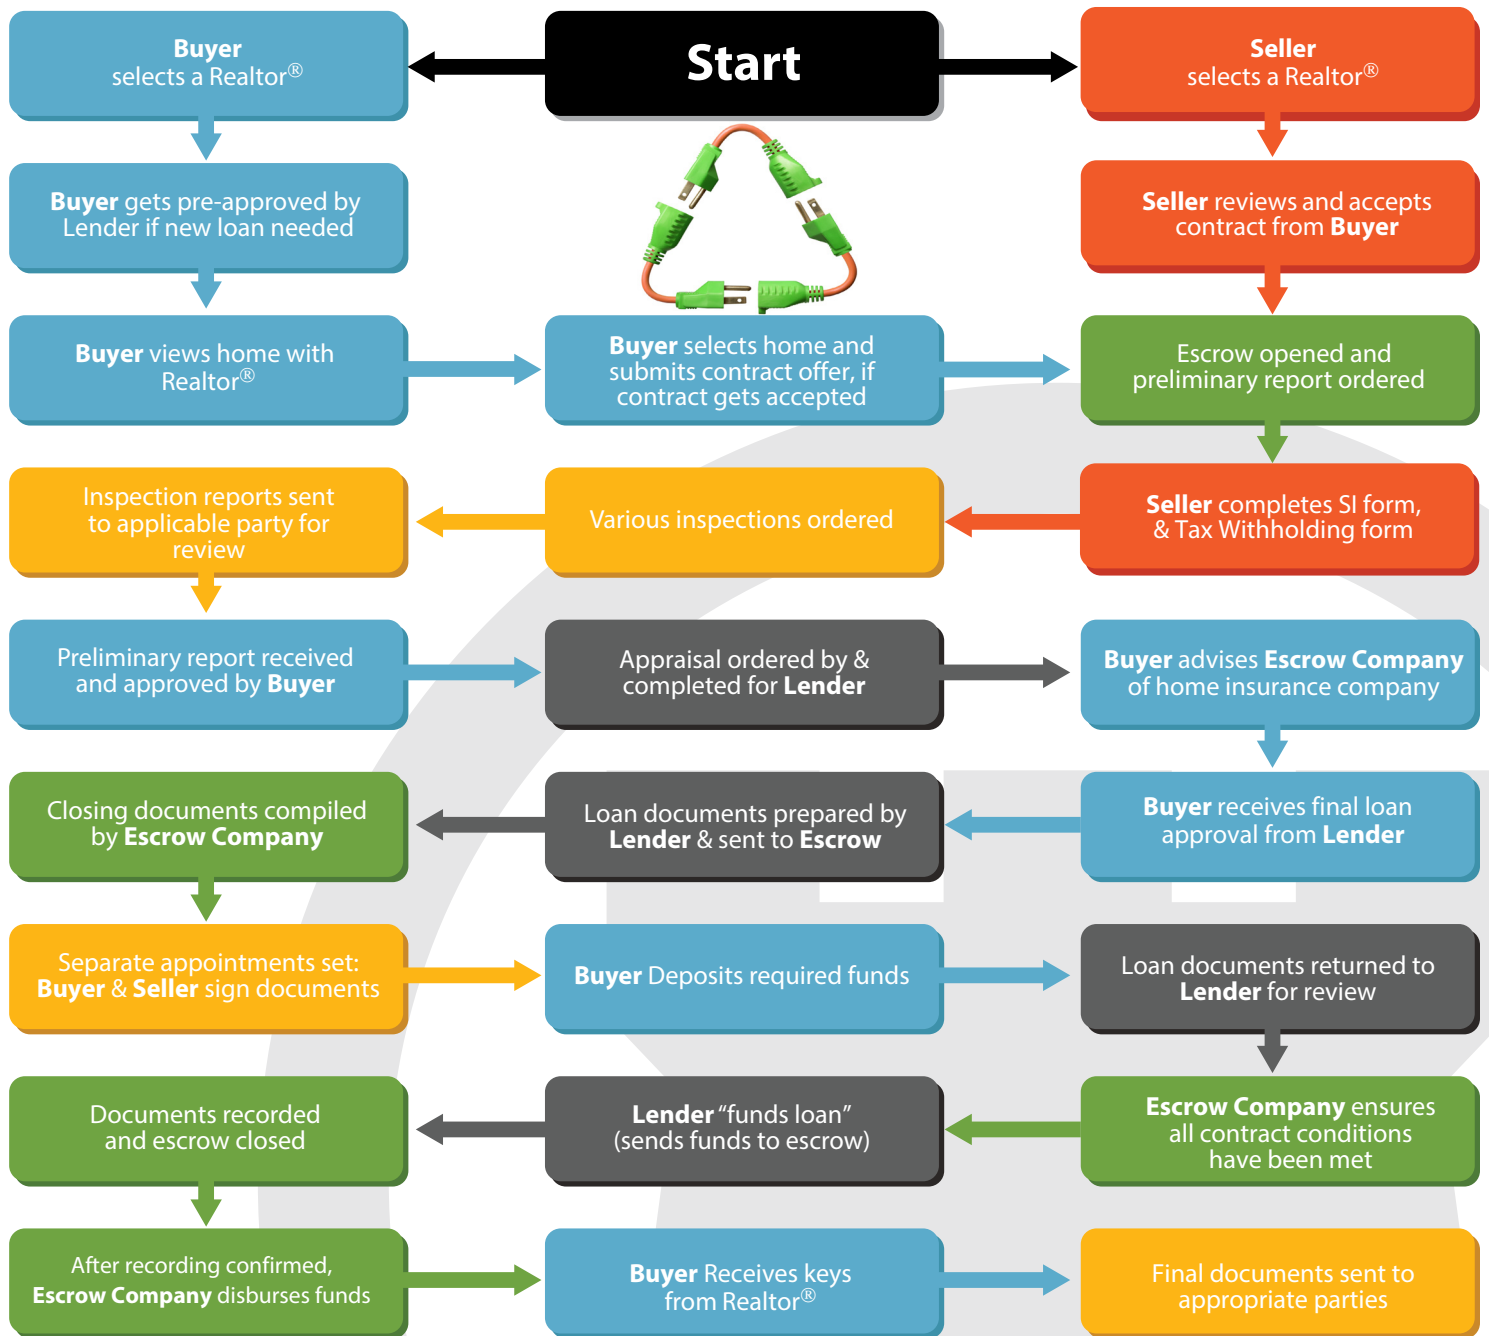 Buyer
selects a Realtor®
Start
Seller
selects a Realtor®
Buyer gets pre-approved by
Lender if new loan needed
Seller reviews and accepts
contract from Buyer
Buyer views home with
Realtor®
Buyer selects home and
submits contract offer, if
contract gets accepted
Escrow opened and
preliminary report ordered
Inspection reports sent
to applicable party for
review
Various inspections ordered
Seller completes SI form,
& Tax Withholding form
Preliminary report received
and approved by Buyer
Appraisal ordered by &
completed for Lender
Buyer advises Escrow Company
of home insurance company
Closing documents compiled
by Escrow Company
Loan documents prepared by
Lender & sent to Escrow
Buyer receives final loan
approval from Lender
Separate appointments set:
Buyer & Seller sign documents
Buyer Deposits required funds
Loan documents returned to
Lender for review
Documents recorded
and escrow closed
Lender “funds loan”
(sends funds to escrow)
Escrow Company ensures
all contract conditions
have been met
After recording confirmed,
Escrow Company disburses funds
Buyer Receives keys
from Realtor®
Final documents sent to
appropriate parties